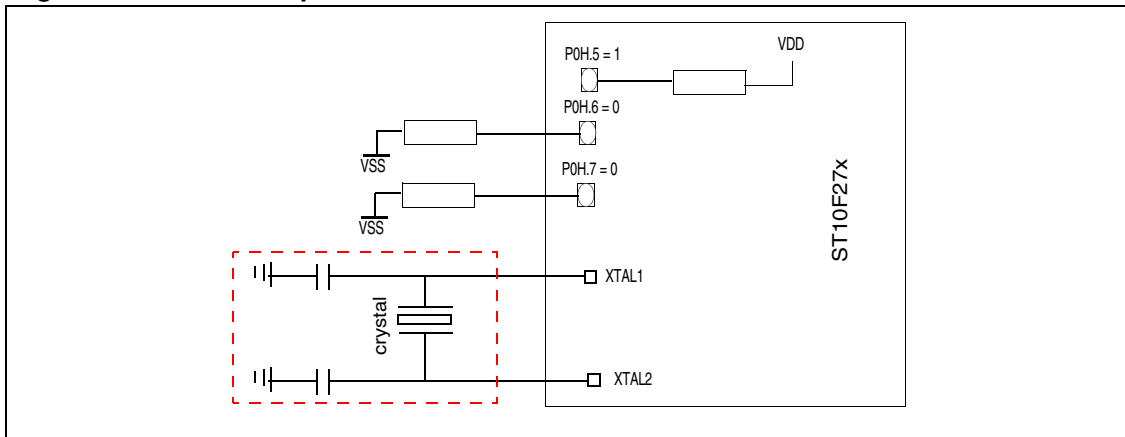 VDD
P0H.5 = 1
P0H.6 = 0
VSS
P0H.7 = 0
VSS
ST10F27x
XTAL1
crystal
XTAL2